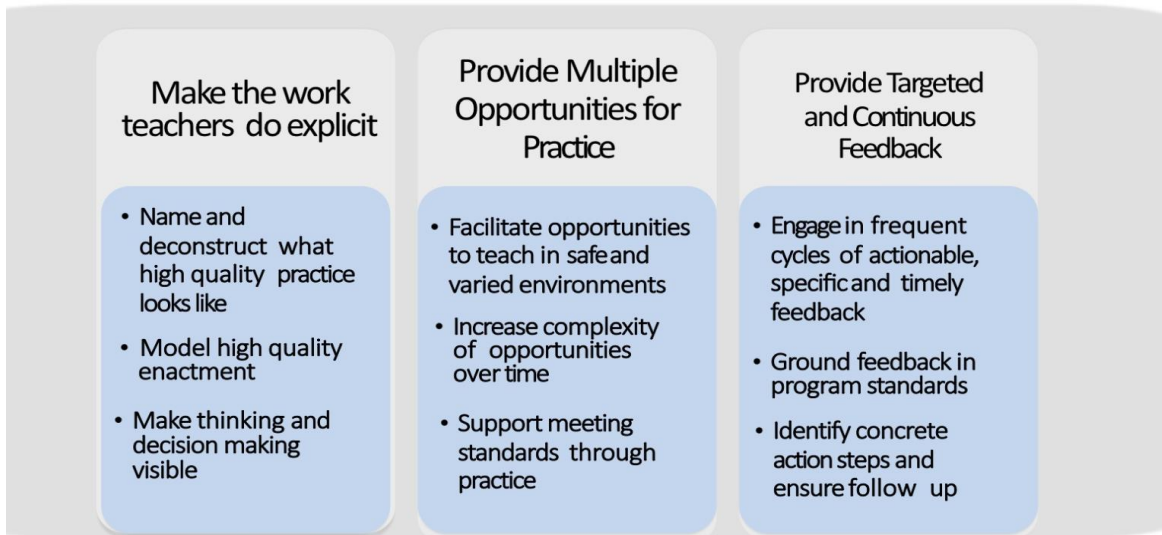 Make the work
teachers do explicit
• Name and
deconstruct what
high quality practice
looks like
• Model high quality
enactment
• Make thinking and
decision making
visible
Provide Multiple
Opportunities for
Practice
• Facilitate opportunities
to teach in safe and
varied environments
• Increase complexity
of opportunities
over time
• Support meeting
standards through
practice
Provide Targeted
and Continuous
Feedback
• Engage in frequent
cycles of actionable,
specific and timely
feedback
• Ground feedback in
program standards
• Identify concrete
action steps and
ensure follow up